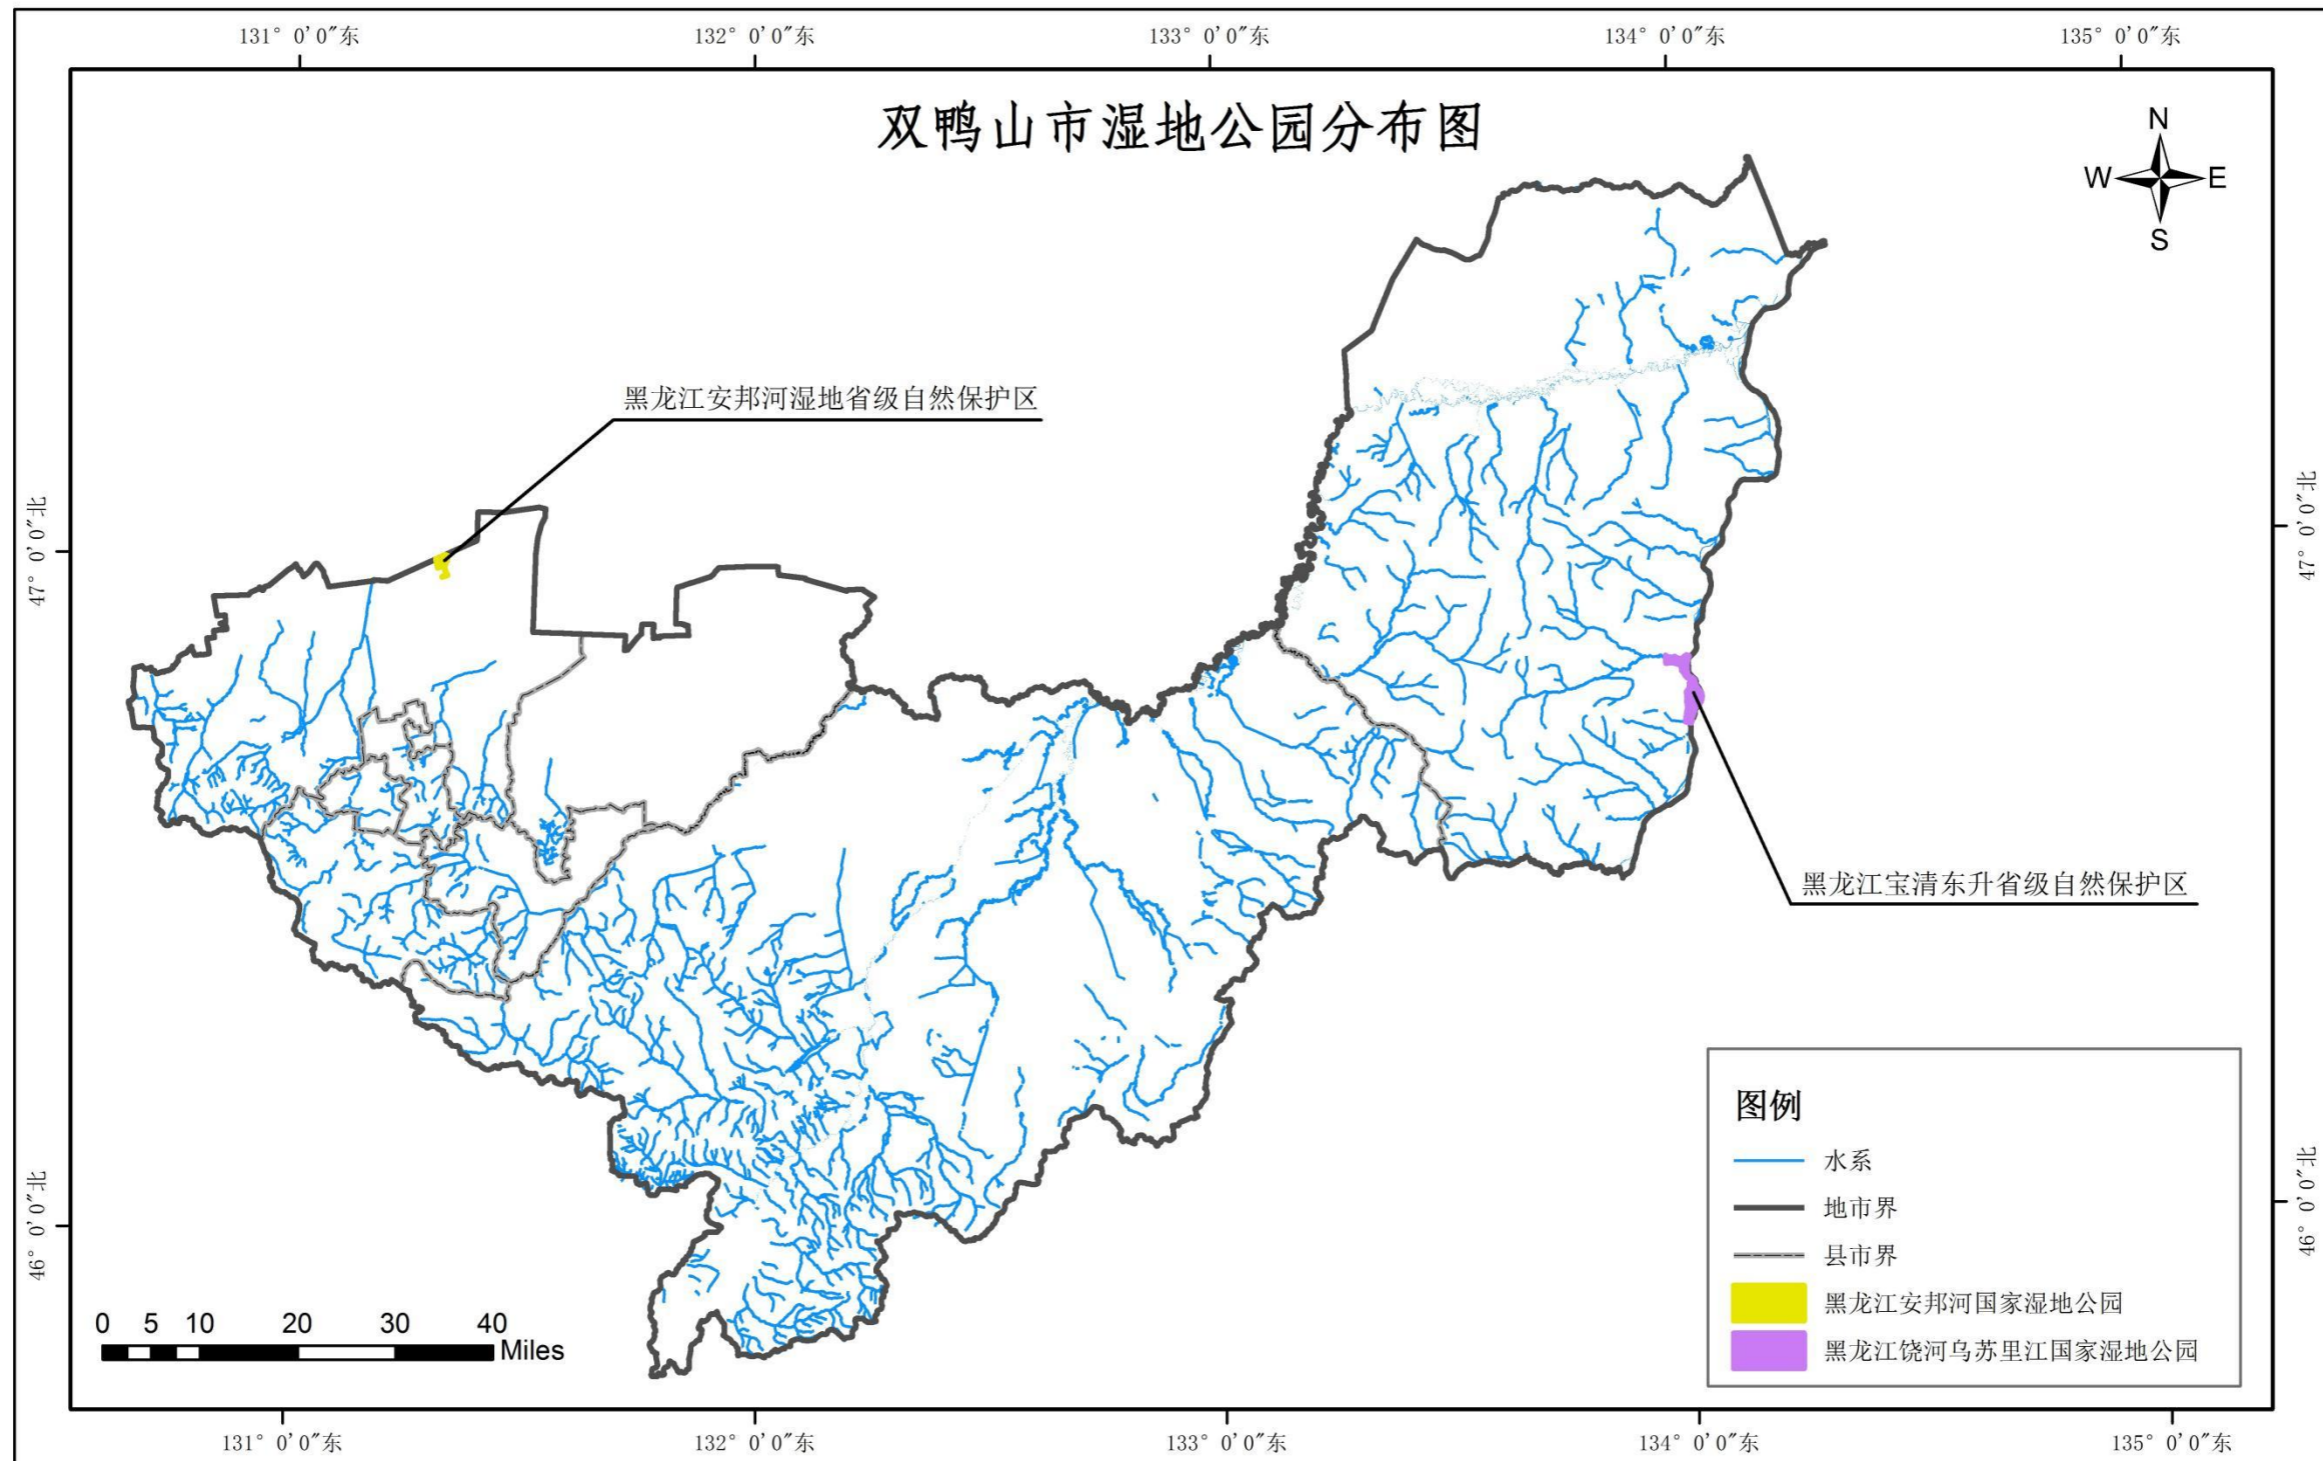 131° 0'0"东
132° 0'0"东
133° 0'0"东
134° 0'0"东
135° 0'0"东
双鸭山市湿地公园分布图
N
W
E
S
黑龙江安邦河湿地省级自然保护区
47° 0'0"北
47° 0'0"北
黑龙江宝清东升省级自然保护区
图例
水系
地市界
县市界
黑龙江安邦河国家湿地公园
黑龙江饶河乌苏里江国家湿地公园
46° 0'0"北
46° 0'0"北
0 5 10 20 30 40
Miles
131° 0'0"东
132° 0'0"东
133° 0'0"东
134° 0'0"东
135° 0'0"东